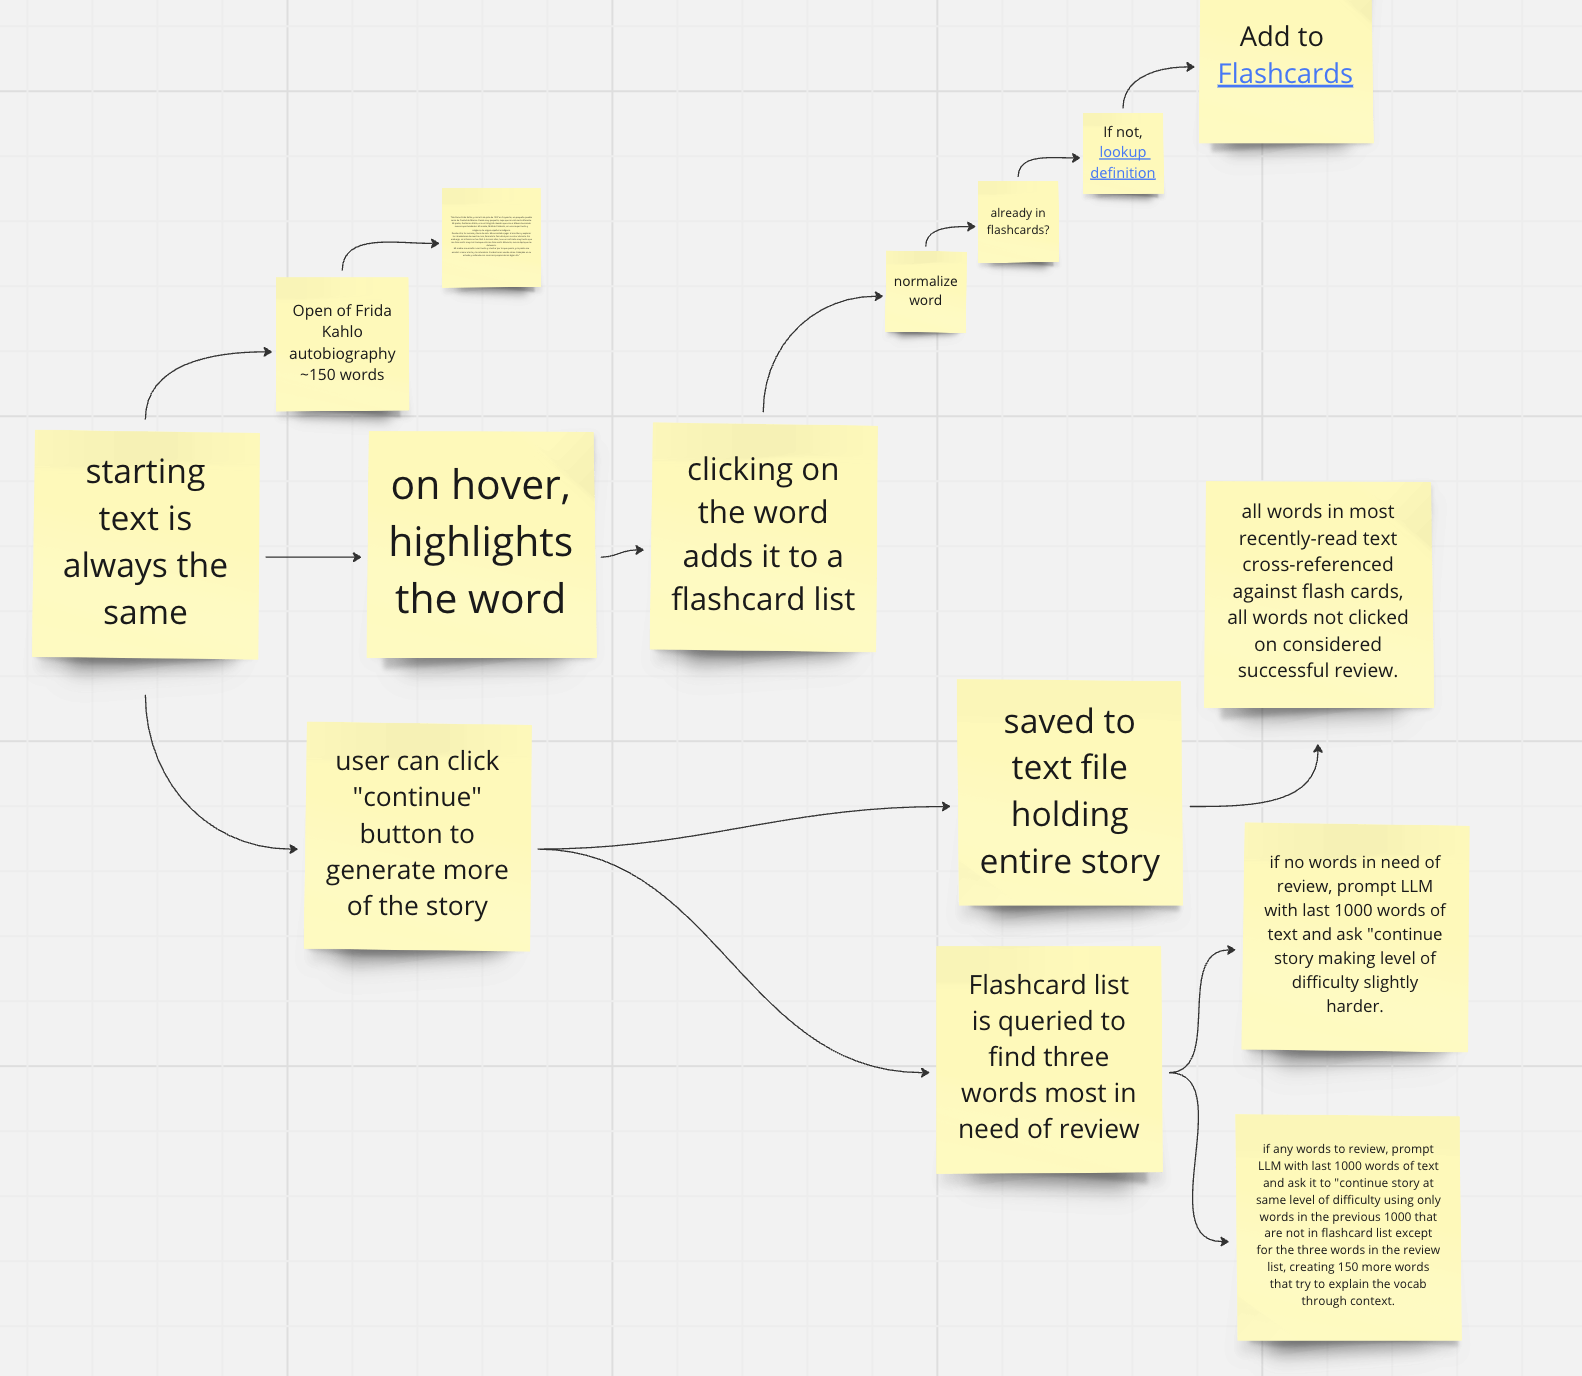 Add to
Flashcards
If not,
lookup
definition
already in
flashcards?
normalize
word
Open of Frida
Kahlo
autobiography
~150 words
starting
text is
always the
same
on hover,
highlights
the word
clicking on
the word
adds it to a
flashcard list
user can click
"continue"
button to
generate more
of the story
saved to
text file
holding
entire story
all words in most
recently-read text
cross-referenced
against flash cards,
all words not clicked
on considered
successful review.
Flashcard list
is queried to
find three
words most in
need of review
if no words in need of
review, prompt LLM
with last 1000 words of
text and ask "continue
story making level of
difficulty slightly
harder.
if any words to review, prompt
LLM with last 1000 words of text
and ask it to "continue story at
same level of difficulty using only
words in the previous 1000 that
are not in flashcard list except
for the three words in the review
list, creating 150 more words
that try to explain the vocab
through context.